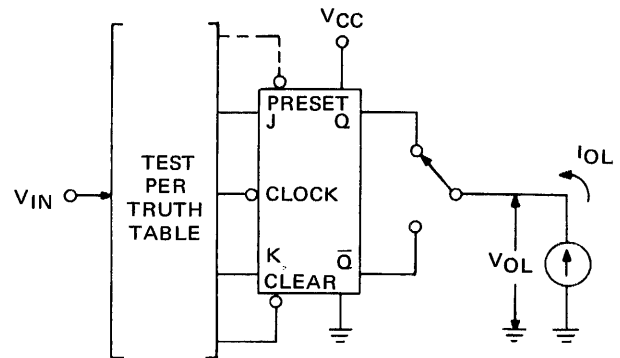 VCC
PRESET
J Q
TEST
PER
TRUTH
TABLE
VIN
CLOCK
IOL
K Q̅
CLEAR
VOL